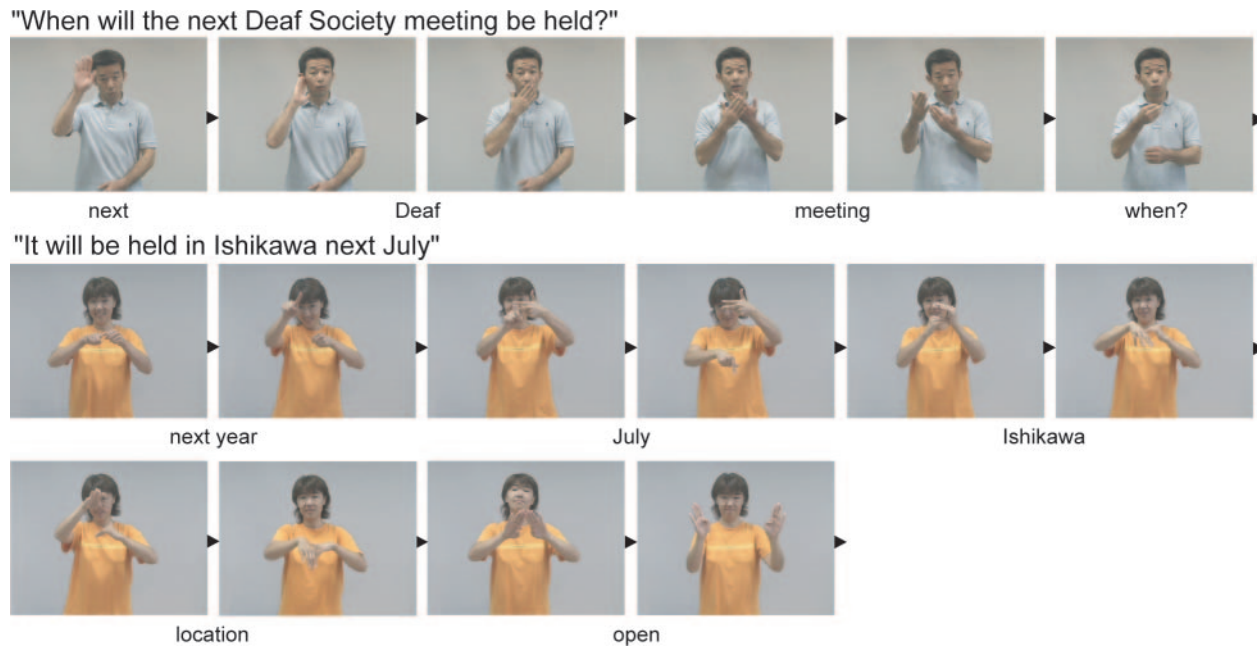 "When will the next Deaf Society meeting be held?"
next Deaf meeting when?
"It will be held in Ishikawa next July"
next year July Ishikawa
location open